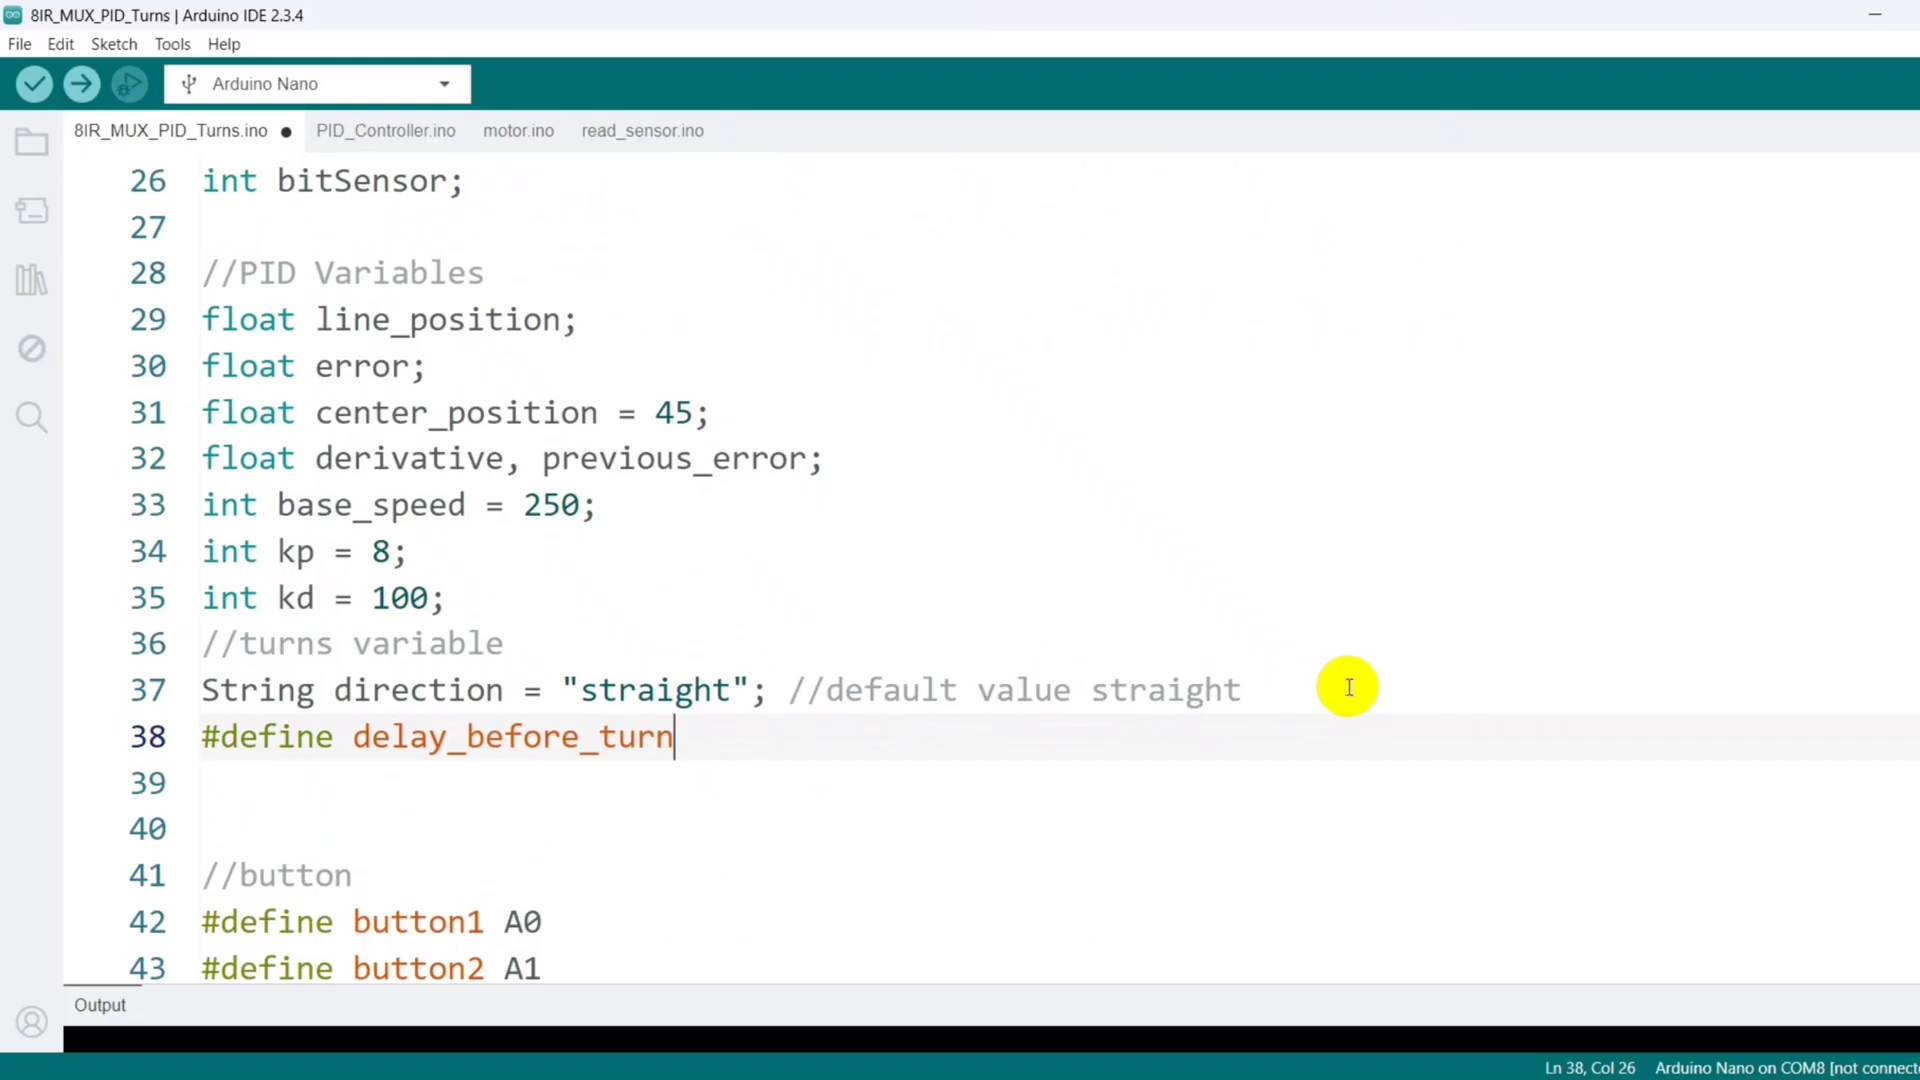 8IR_MUX_PID_Turns | Arduino IDE 2.3.4
File Edit Sketch Tools Help
Arduino Nano
8IR_MUX_PID_Turns.ino PID_Controller.ino motor.ino read_sensor.ino
26 int bitSensor;
27
28 //PID Variables
29 float line_position;
30 float error;
31 float center_position = 45;
32 float derivative, previous_error;
33 int base_speed = 250;
34 int kp = 8;
35 int kd = 100;
36 //turns variable
37 String direction = "straight"; //default value straight
38 #define delay_before_turn
39
40
41 //button
42 #define button1 A0
43 #define button2 A1
Output
Ln 38, Col 26 Arduino Nano on COM8 [not connect